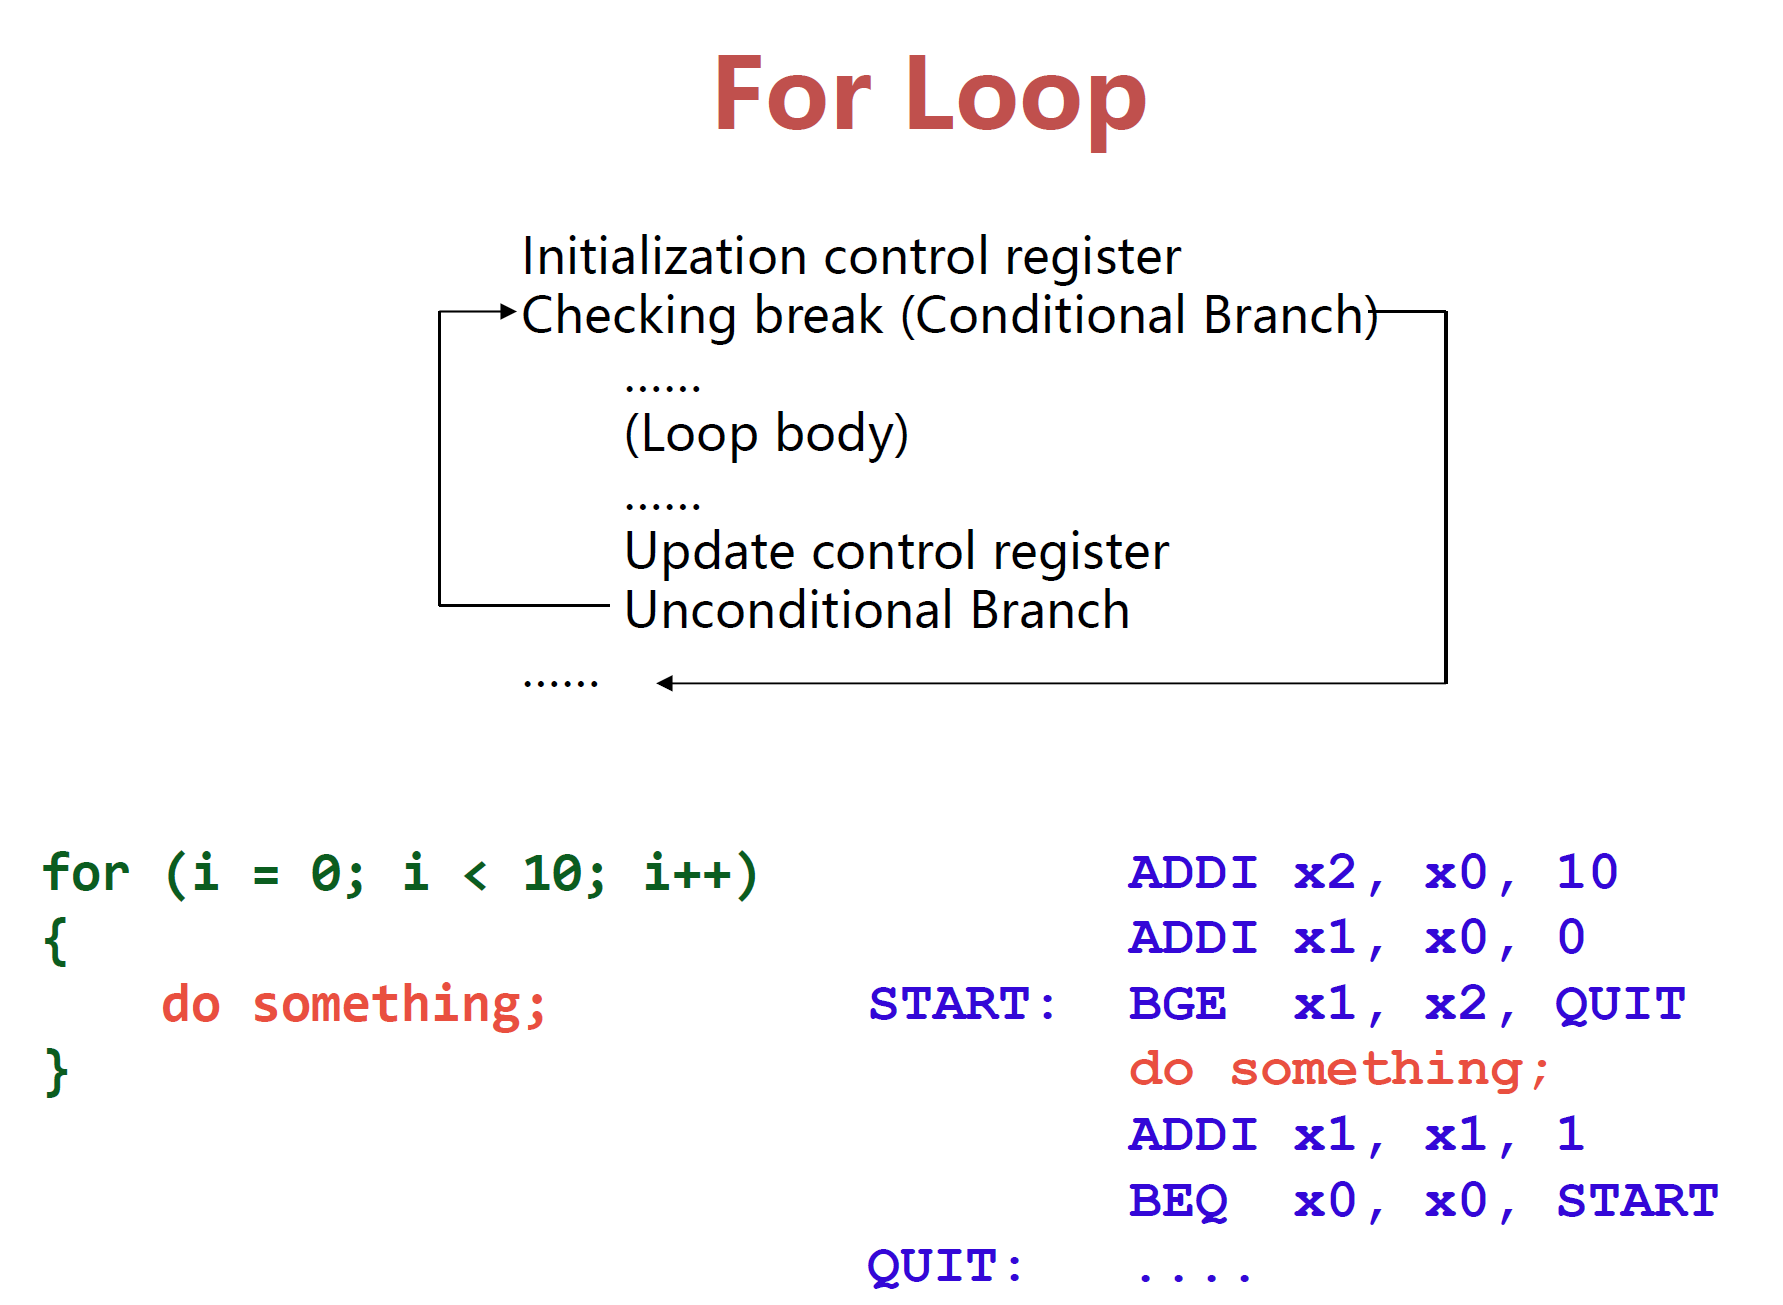 For Loop
Initialization control register
Checking break (Conditional Branch)
......
(Loop body)
......
Update control register
Unconditional Branch
......
for (i = 0; i < 10; i++)
{
do something;
}
ADDI x2, x0, 10
ADDI x1, x0, 0
START: BGE x1, x2, QUIT
do something;
ADDI x1, x1, 1
BEQ x0, x0, START
QUIT: ....